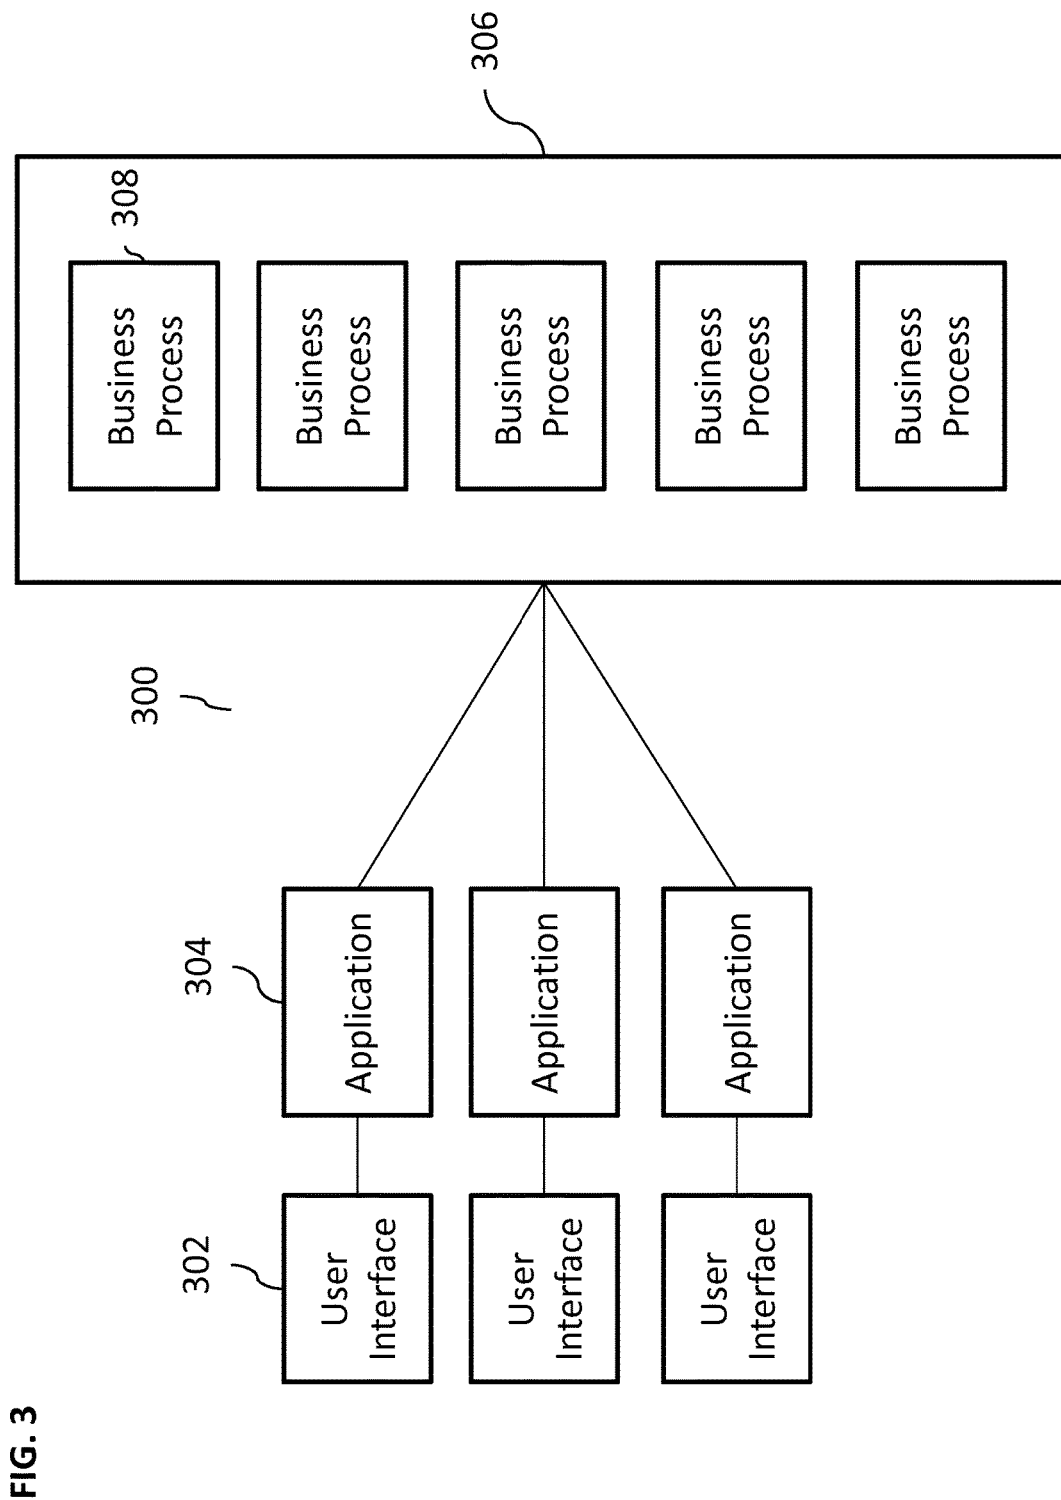 FIG. 3
300
302
User
Interface
304
Application
306
308
Business
Process
User
Interface
Application
Business
Process
User
Interface
Application
Business
Process
Business
Process
Business
Process